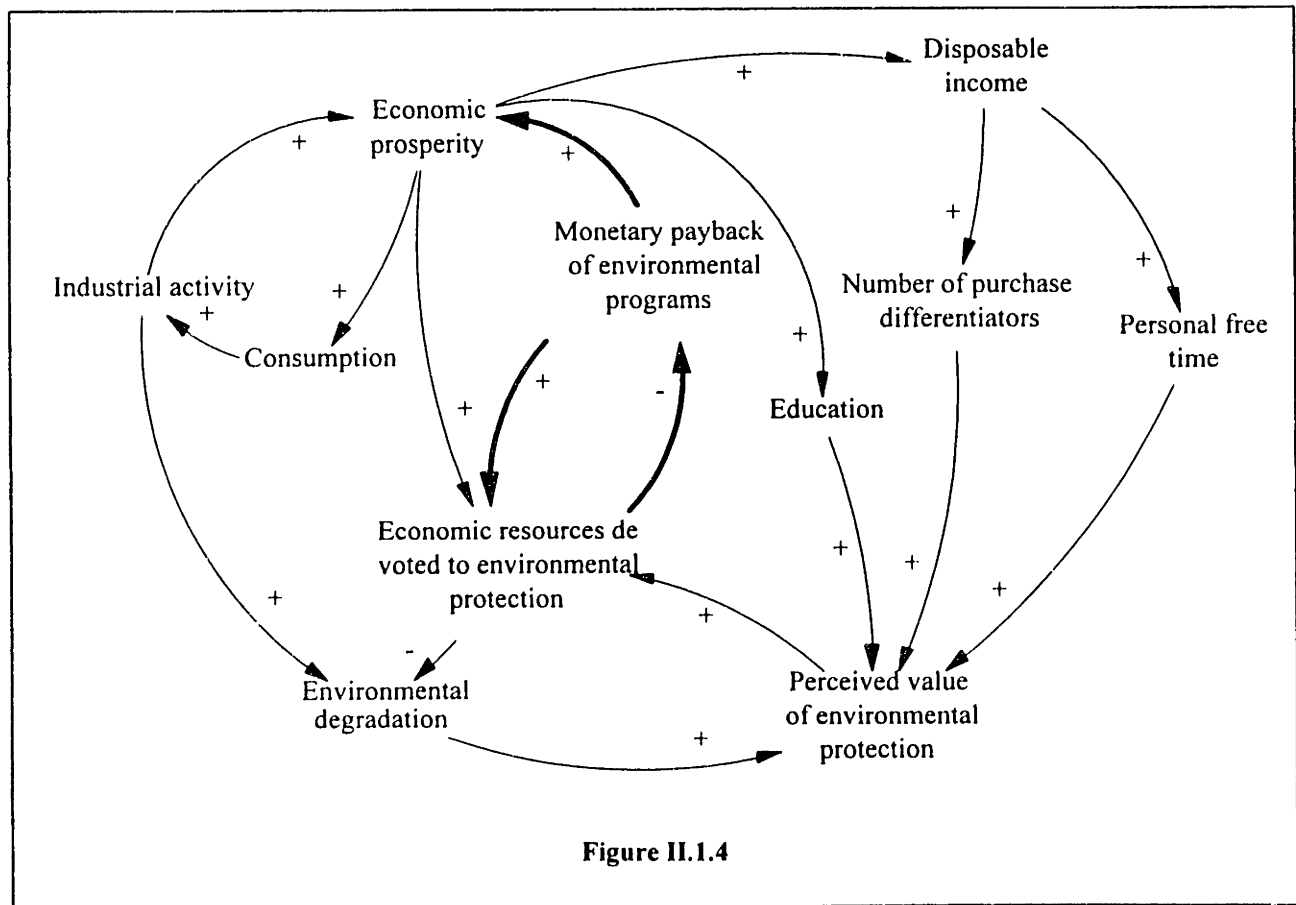 Disposable
income
+
Economic
prosperity
+
+
Monetary payback
of environmental
programs
+
+
Industrial activity
+
+
Number of purchase
differentiators
Personal free
time
Consumption
+
+
-
+
Education
Economic resources de
voted to environmental
protection
+
+
+
+
+
-
Environmental
degradation
Perceived value
of environmental
protection
+
Figure II.1.4